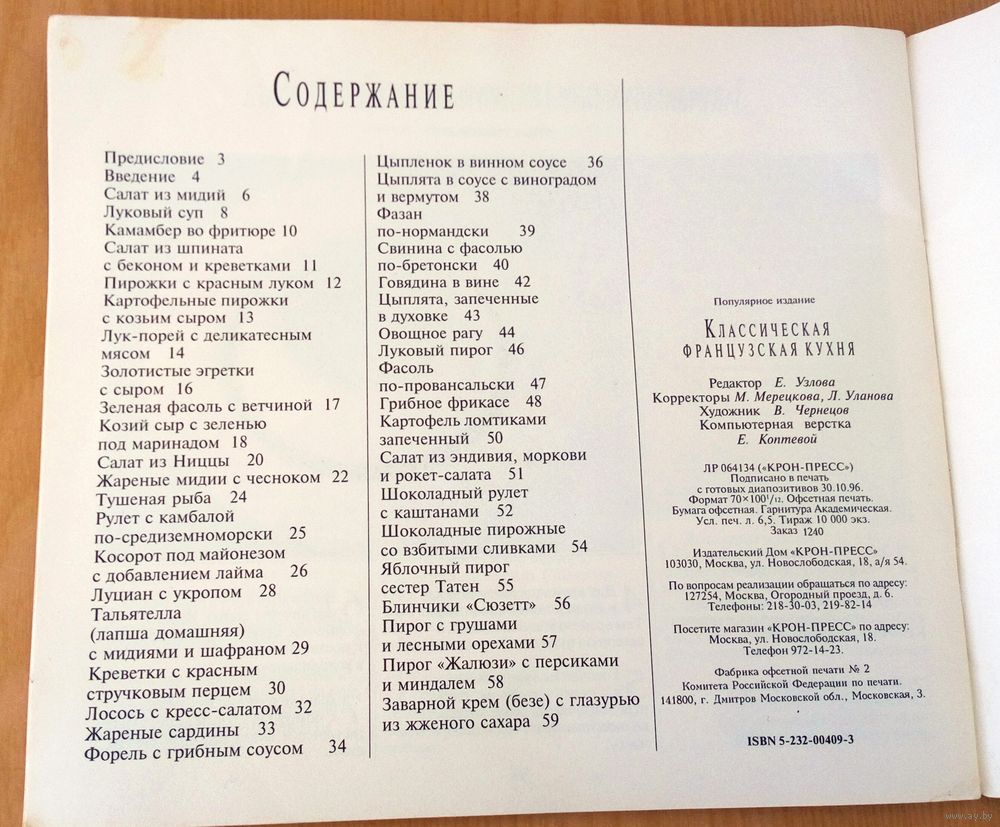 Содержание
Предисловие 3
Введение 4
Салат из мидий 6
Луковый суп 8
Камамбер во фритюре 10
Салат из шпината
с беконом и креветками 11
Пирожки с красным луком 12
Картофельные пирожки
с козьим сыром 13
Лук-порей с деликатесным
мясом 14
Золотистые эгретки
с сыром 16
Зеленая фасоль с ветчиной 17
Козий сыр с зеленью
под маринадом 18
Салат из Ниццы 20
Жареные мидии с чесноком 22
Тушеная рыба 24
Рулет с камбалой
по-средиземноморски 25
Косорот под майонезом
с добавлением лайма 26
Луциан с укропом 28
Тальятелла
(лапша домашняя)
с мидиями и шафраном 29
Креветки с красным
стручковым перцем 30
Лосось с кресс-салатом 32
Жареные сардины 33
Форель с грибным соусом 34
Цыпленок в винном соусе 36
Цыплята в соусе с виноградом
и вермутом 38
Фазан
по-нормандски 39
Свинина с фасолью
по-бретонски 40
Говядина в вине 42
Цыплята, запеченные
в духовке 43
Овощное рагу 44
Луковый пирог 46
Фасоль
по-провансальски 47
Грибное фрикасе 48
Картофель ломтиками
запеченный 50
Салат из эндивия, моркови
и рокет-салата 51
Шоколадный рулет
с каштанами 52
Шоколадные пирожные
со взбитыми сливками 54
Яблочный пирог
сестер Татен 55
Блинчики «Сюзетт» 56
Пирог с грушами
и лесными орехами 57
Пирог «Жалюзи» с персиками
и миндалем 58
Заварной крем (безе) с глазурью
из жженого сахара 59
Популярное издание
Классическая
французская кухня
Редактор Е. Узлова
Корректоры М. Мерецкова, Л. Уланова
Художник В. Чернецов
Компьютерная верстка
Е. Коптевой
ЛР 064134 («КРОН-ПРЕСС»)
Подписано в печать
с готовых диапозитивов 30.10.96.
Формат 70×100¹/₁₂. Офсетная печать.
Бумага офсетная. Гарнитура Академическая.
Усл. печ. л. 6,5. Тираж 10 000 экз.
Заказ 1240
Издательский Дом «КРОН-ПРЕСС»
103030, Москва, ул. Новослободская, 18, а/я 54.
По вопросам реализации обращаться по адресу:
127254, Москва, Огородный проезд, д. 6.
Телефоны: 218-30-03, 219-82-14
Посетите магазин «КРОН-ПРЕСС» по адресу:
Москва, ул. Новослободская, 18.
Телефон 972-14-23.
Фабрика офсетной печати № 2
Комитета Российской Федерации по печати.
141800, г. Дмитров Московской обл., Московская, 3.
ISBN 5-232-00409-3
www.ay.by